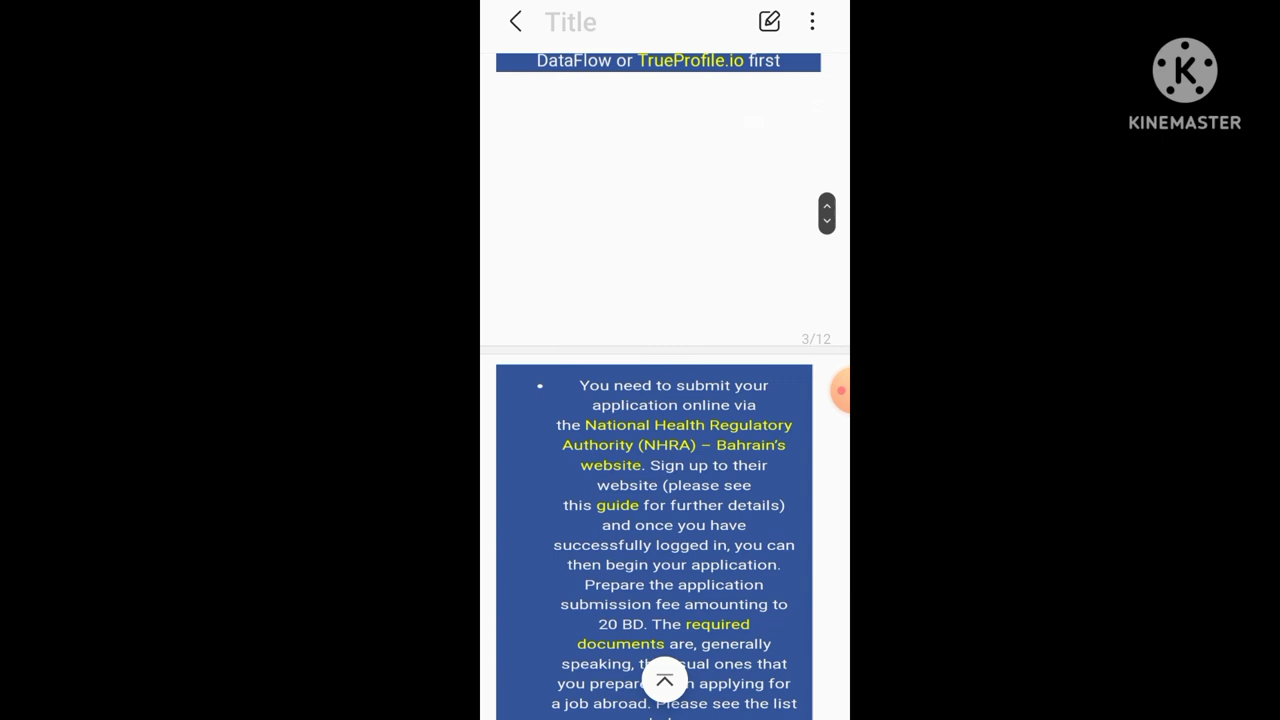 Title
DataFlow or TrueProfile.io first
K
KINEMASTER
3/12
• You need to submit your
application online via
the National Health Regulatory
Authority (NHRA) – Bahrain's
website. Sign up to their
website (please see
this guide for further details)
and once you have
successfully logged in, you can
then begin your application.
Prepare the application
submission fee amounting to
20 BD. The required
documents are, generally
speaking, ones that
you applying for
a job abroad. Please see the list